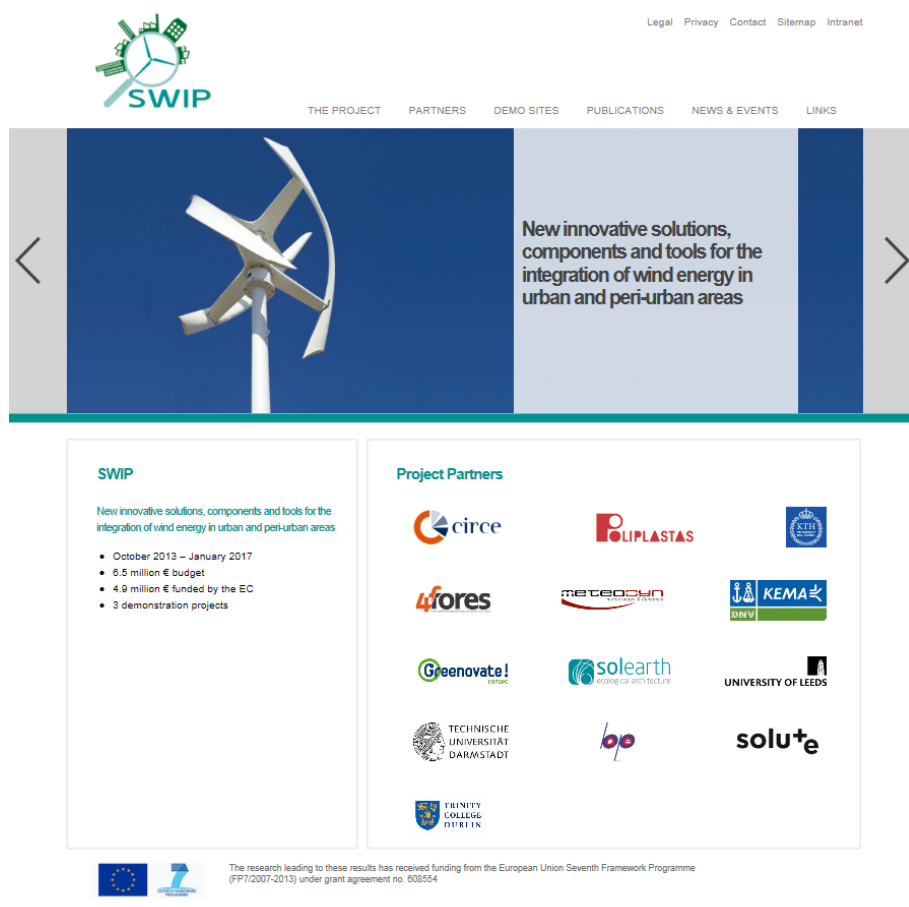 Legal Privacy Contact Sitemap Intranet
SWIP
THE PROJECT PARTNERS DEMO SITES PUBLICATIONS NEWS & EVENTS LINKS
New innovative solutions,
components and tools for the
integration of wind energy in
urban and peri-urban areas
SWIP
New innovative solutions, components and tools for the
integration of wind energy in urban and peri-urban areas
• October 2013 – January 2017
• 6.5 million € budget
• 4.9 million € funded by the EC
• 3 demonstration projects
Project Partners
circe
POLIPLASTAS
KTH
4fores
meteodyn
KEMA
DNV
Greenovate!
EUROPE
solearth
ecological architecture
UNIVERSITY OF LEEDS
TECHNISCHE
UNIVERSITÄT
DARMSTADT
bp
solute
TRINITY
COLLEGE
DUBLIN
The research leading to these results has received funding from the European Union Seventh Framework Programme
(FP7/2007-2013) under grant agreement no. 608554